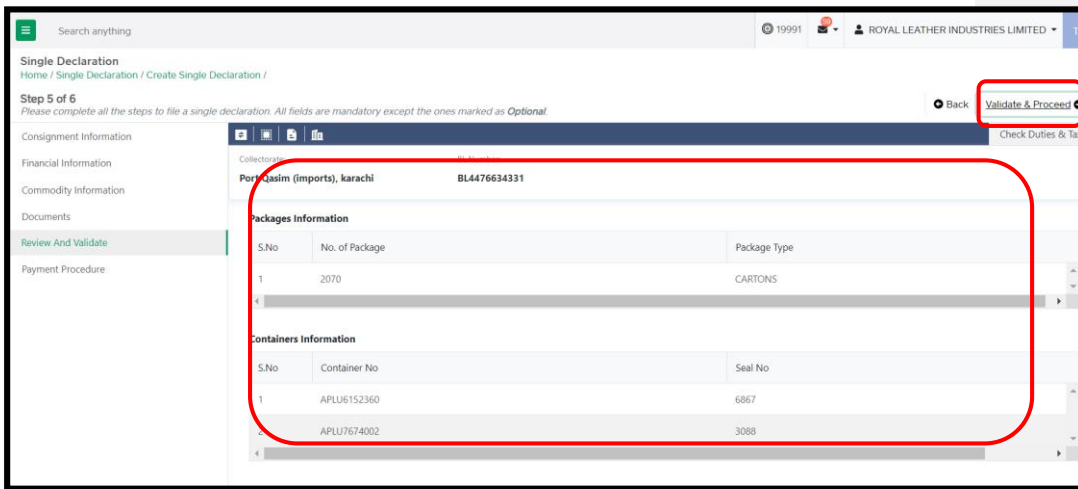 Search anything
19991
ROYAL LEATHER INDUSTRIES LIMITED
Single Declaration
Home / Single Declaration / Create Single Declaration /
Step 5 of 6
Please complete all the steps to file a single declaration. All fields are mandatory except the ones marked as Optional.
Back
Validate & Proceed
Consignment Information
Financial Information
Commodity Information
Documents
Review And Validate
Payment Procedure
Check Duties & Ta
Collectorate
Port Qasim (imports), karachi BL4476634331
Packages Information
S.No No. of Package Package Type
1 2070 CARTONS
Containers Information
S.No Container No Seal No
1 APLU6152360 6867
2 APLU7674002 3088